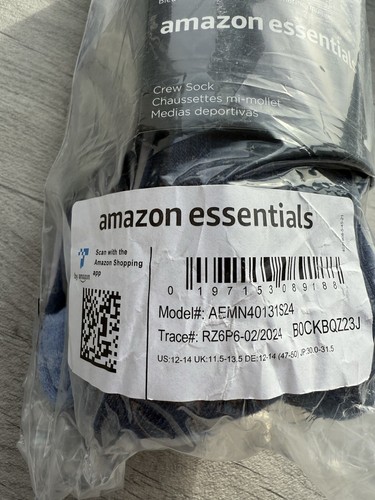 amazon essentials
Crew Sock
Chaussettes mi-mollet
Medias deportivas
amazon essentials
Scan with the
Amazon Shopping
app
0 197153 089188
Model#: AEMN40131S24
Trace#: RZ6P6-02/2024 B0CKBQZ23J
US:12-14 UK:11.5-13.5 DE:12-14 (47-50) JP:30.0-31.5